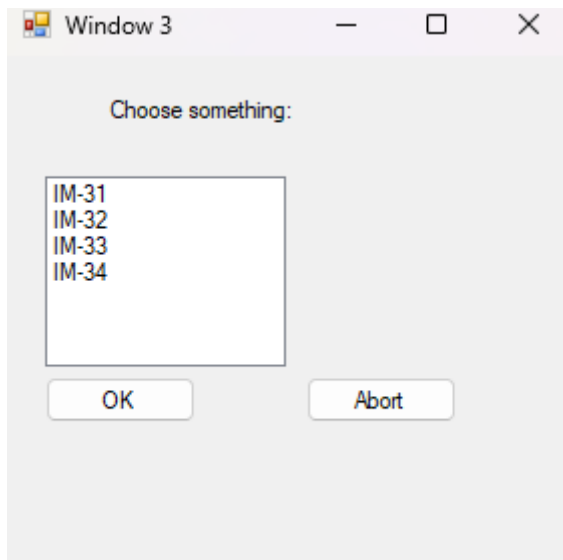 Window 3
Choose something:
IM-31
IM-32
IM-33
IM-34
OK Abort